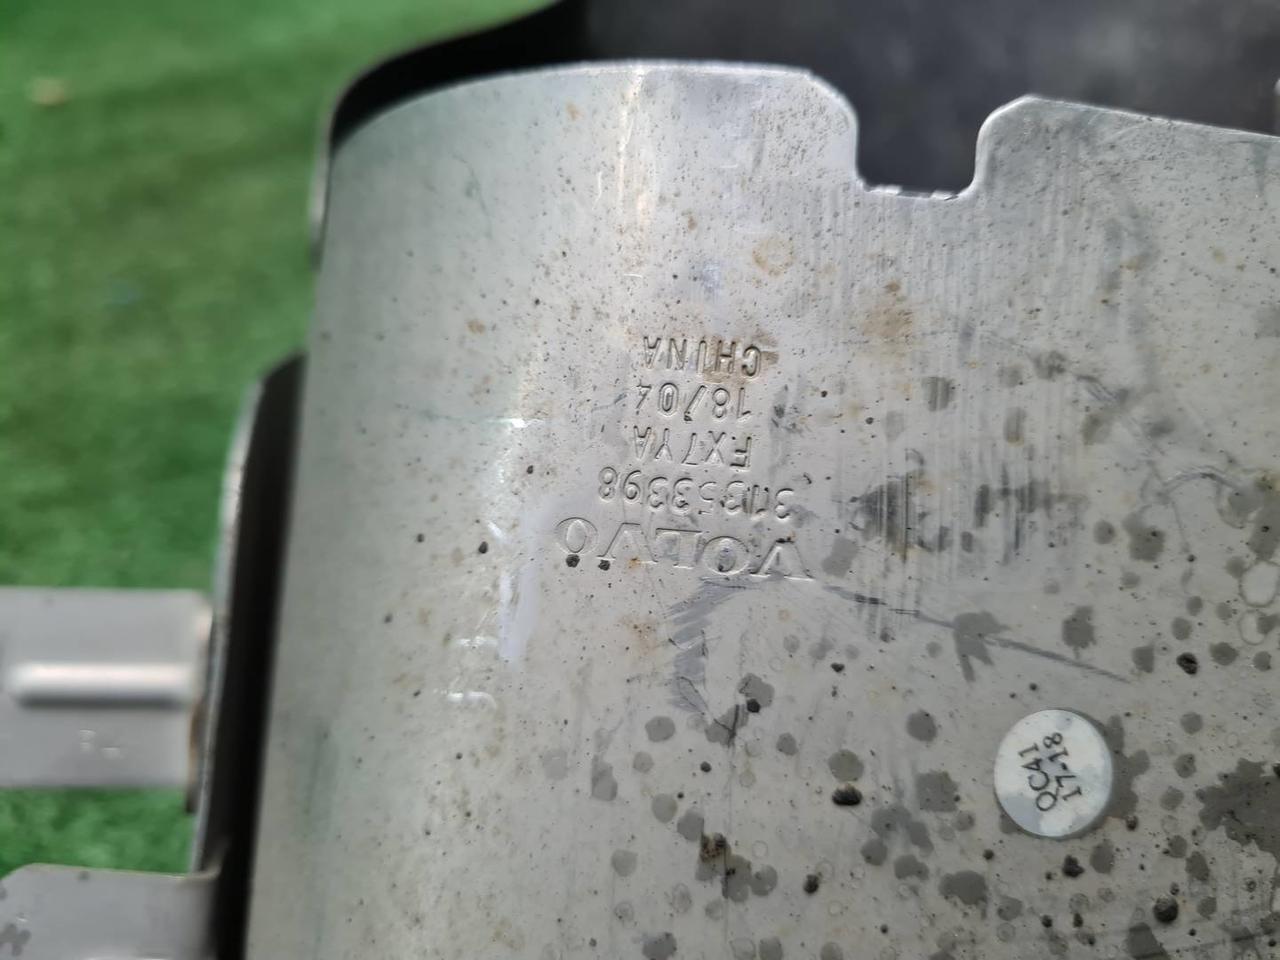 VOLVO
31353398
FX7YA
18/04
CHINA
QC41
17-18